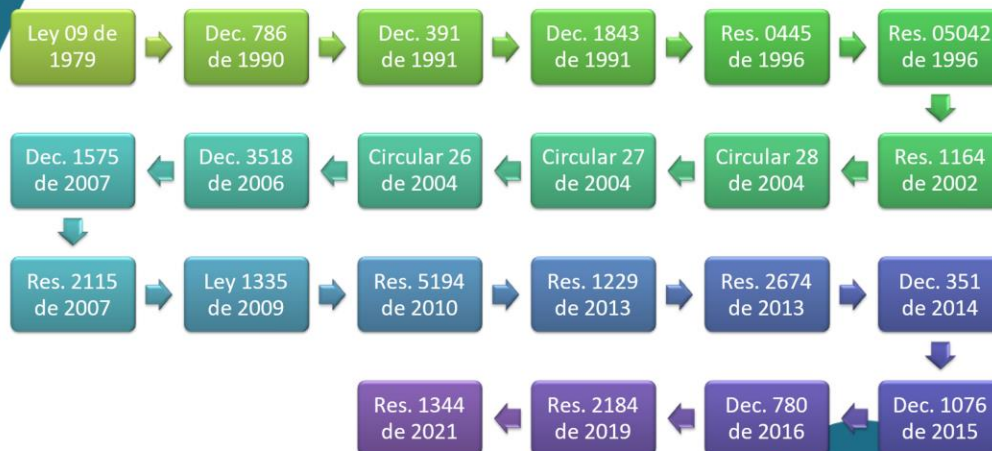 Ley 09 de
1979
Dec. 786
de 1990
Dec. 391
de 1991
Dec. 1843
de 1991
Res. 0445
de 1996
Res. 05042
de 1996
Res. 1164
de 2002
Circular 28
de 2004
Circular 27
de 2004
Circular 26
de 2004
Dec. 3518
de 2006
Dec. 1575
de 2007
Res. 2115
de 2007
Ley 1335
de 2009
Res. 5194
de 2010
Res. 1229
de 2013
Res. 2674
de 2013
Dec. 351
de 2014
Dec. 1076
de 2015
Dec. 780
de 2016
Res. 2184
de 2019
Res. 1344
de 2021